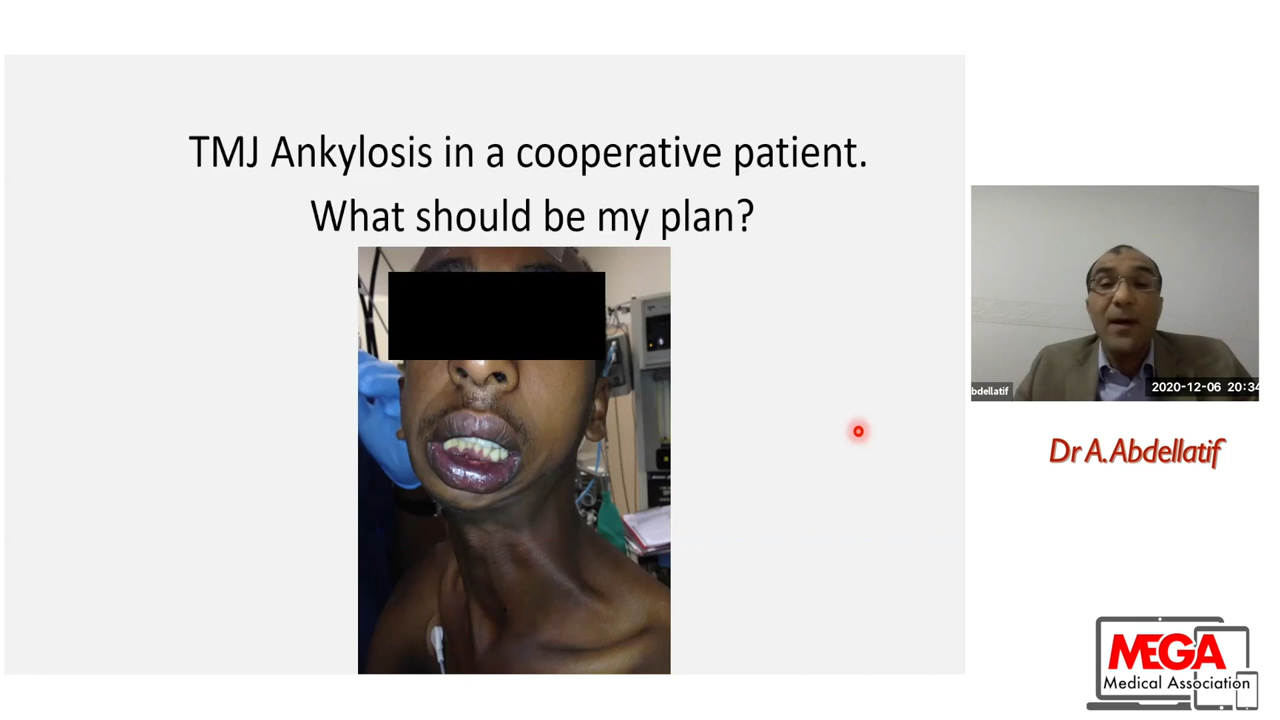 TMJ Ankylosis in a cooperative patient.
What should be my plan?
bdellatif
2020-12-06 20:34
Dr A.Abdellatif
MEGA
Medical Association